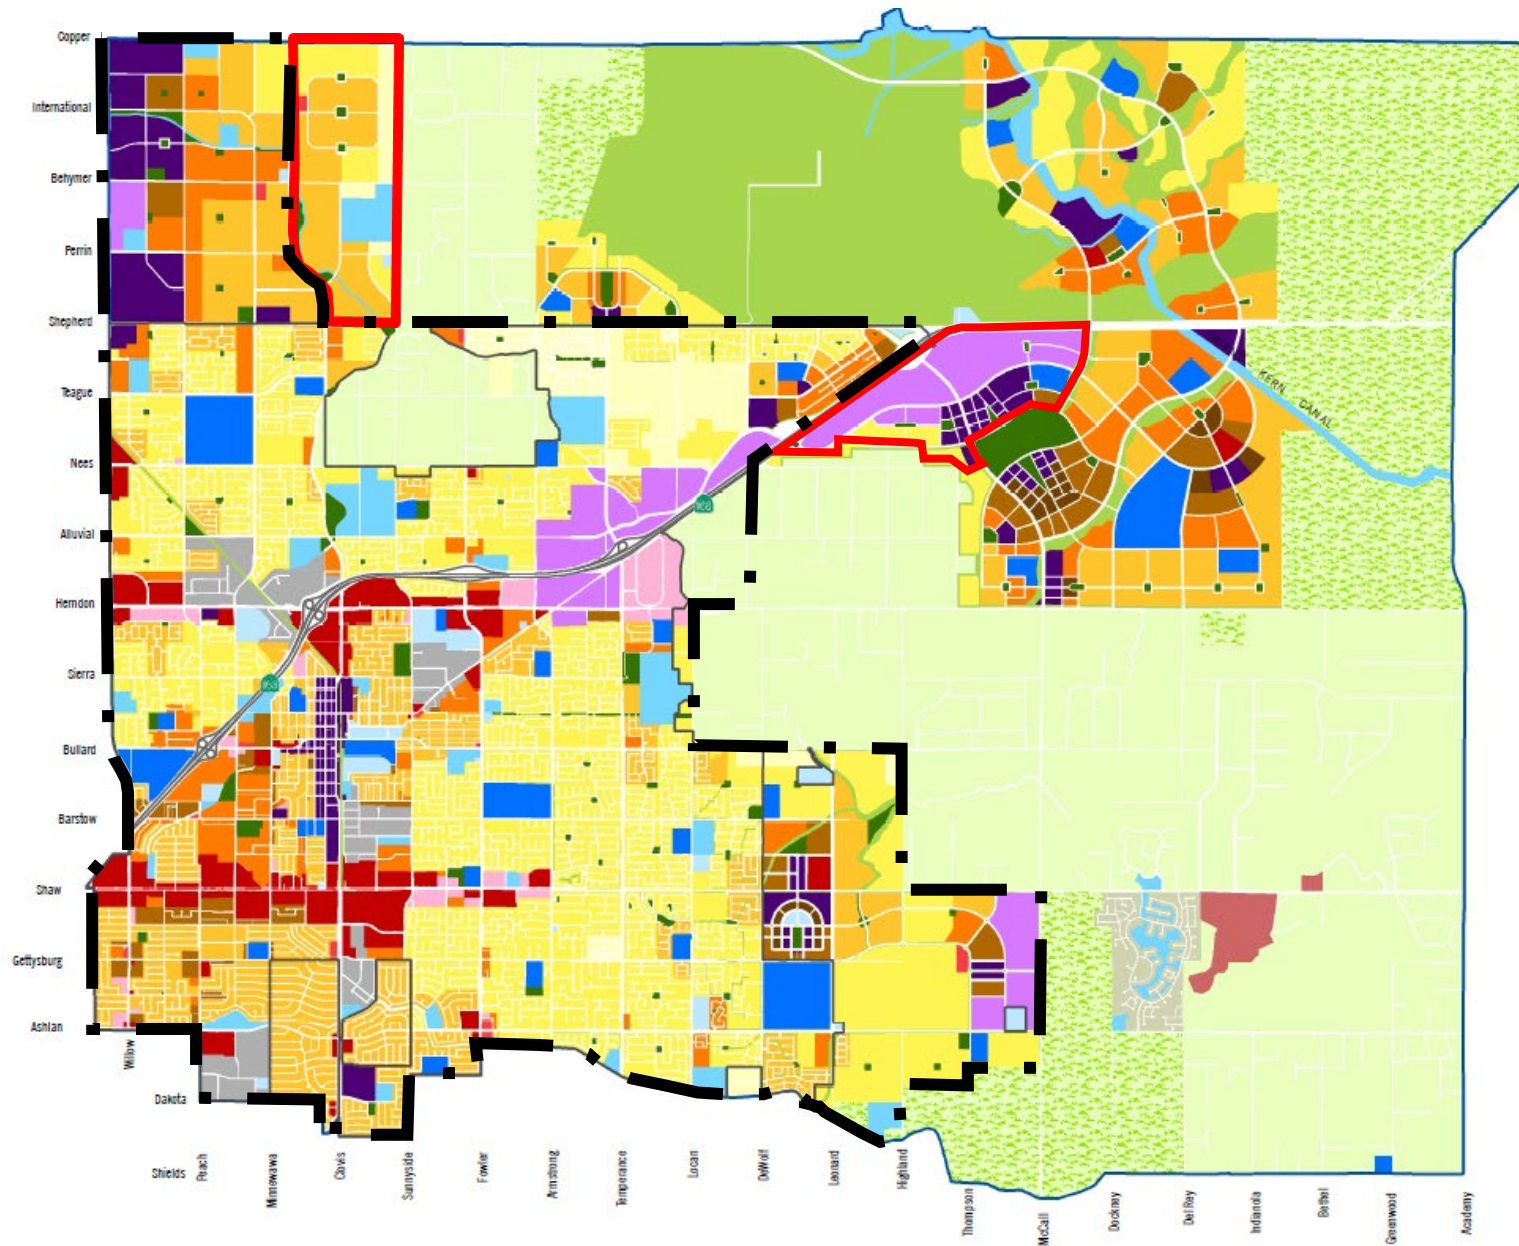 Copper
International
Behymer
Perrin
Shepherd
Teague
Nees
Alluvial
Herndon
Sierra
Bullard
Barstow
Shaw
Gettysburg
Ashlan
Dakota
Shields
KERN CANAL
168
168
Willow
Peach
Minnewawa
Clovis
Sunnyside
Fowler
Armstrong
Temperance
Locan
DeWolf
Leonard
Highland
Thompson
McCall
Dockney
Del Rey
Indianola
Bethel
Greenwood
Academy